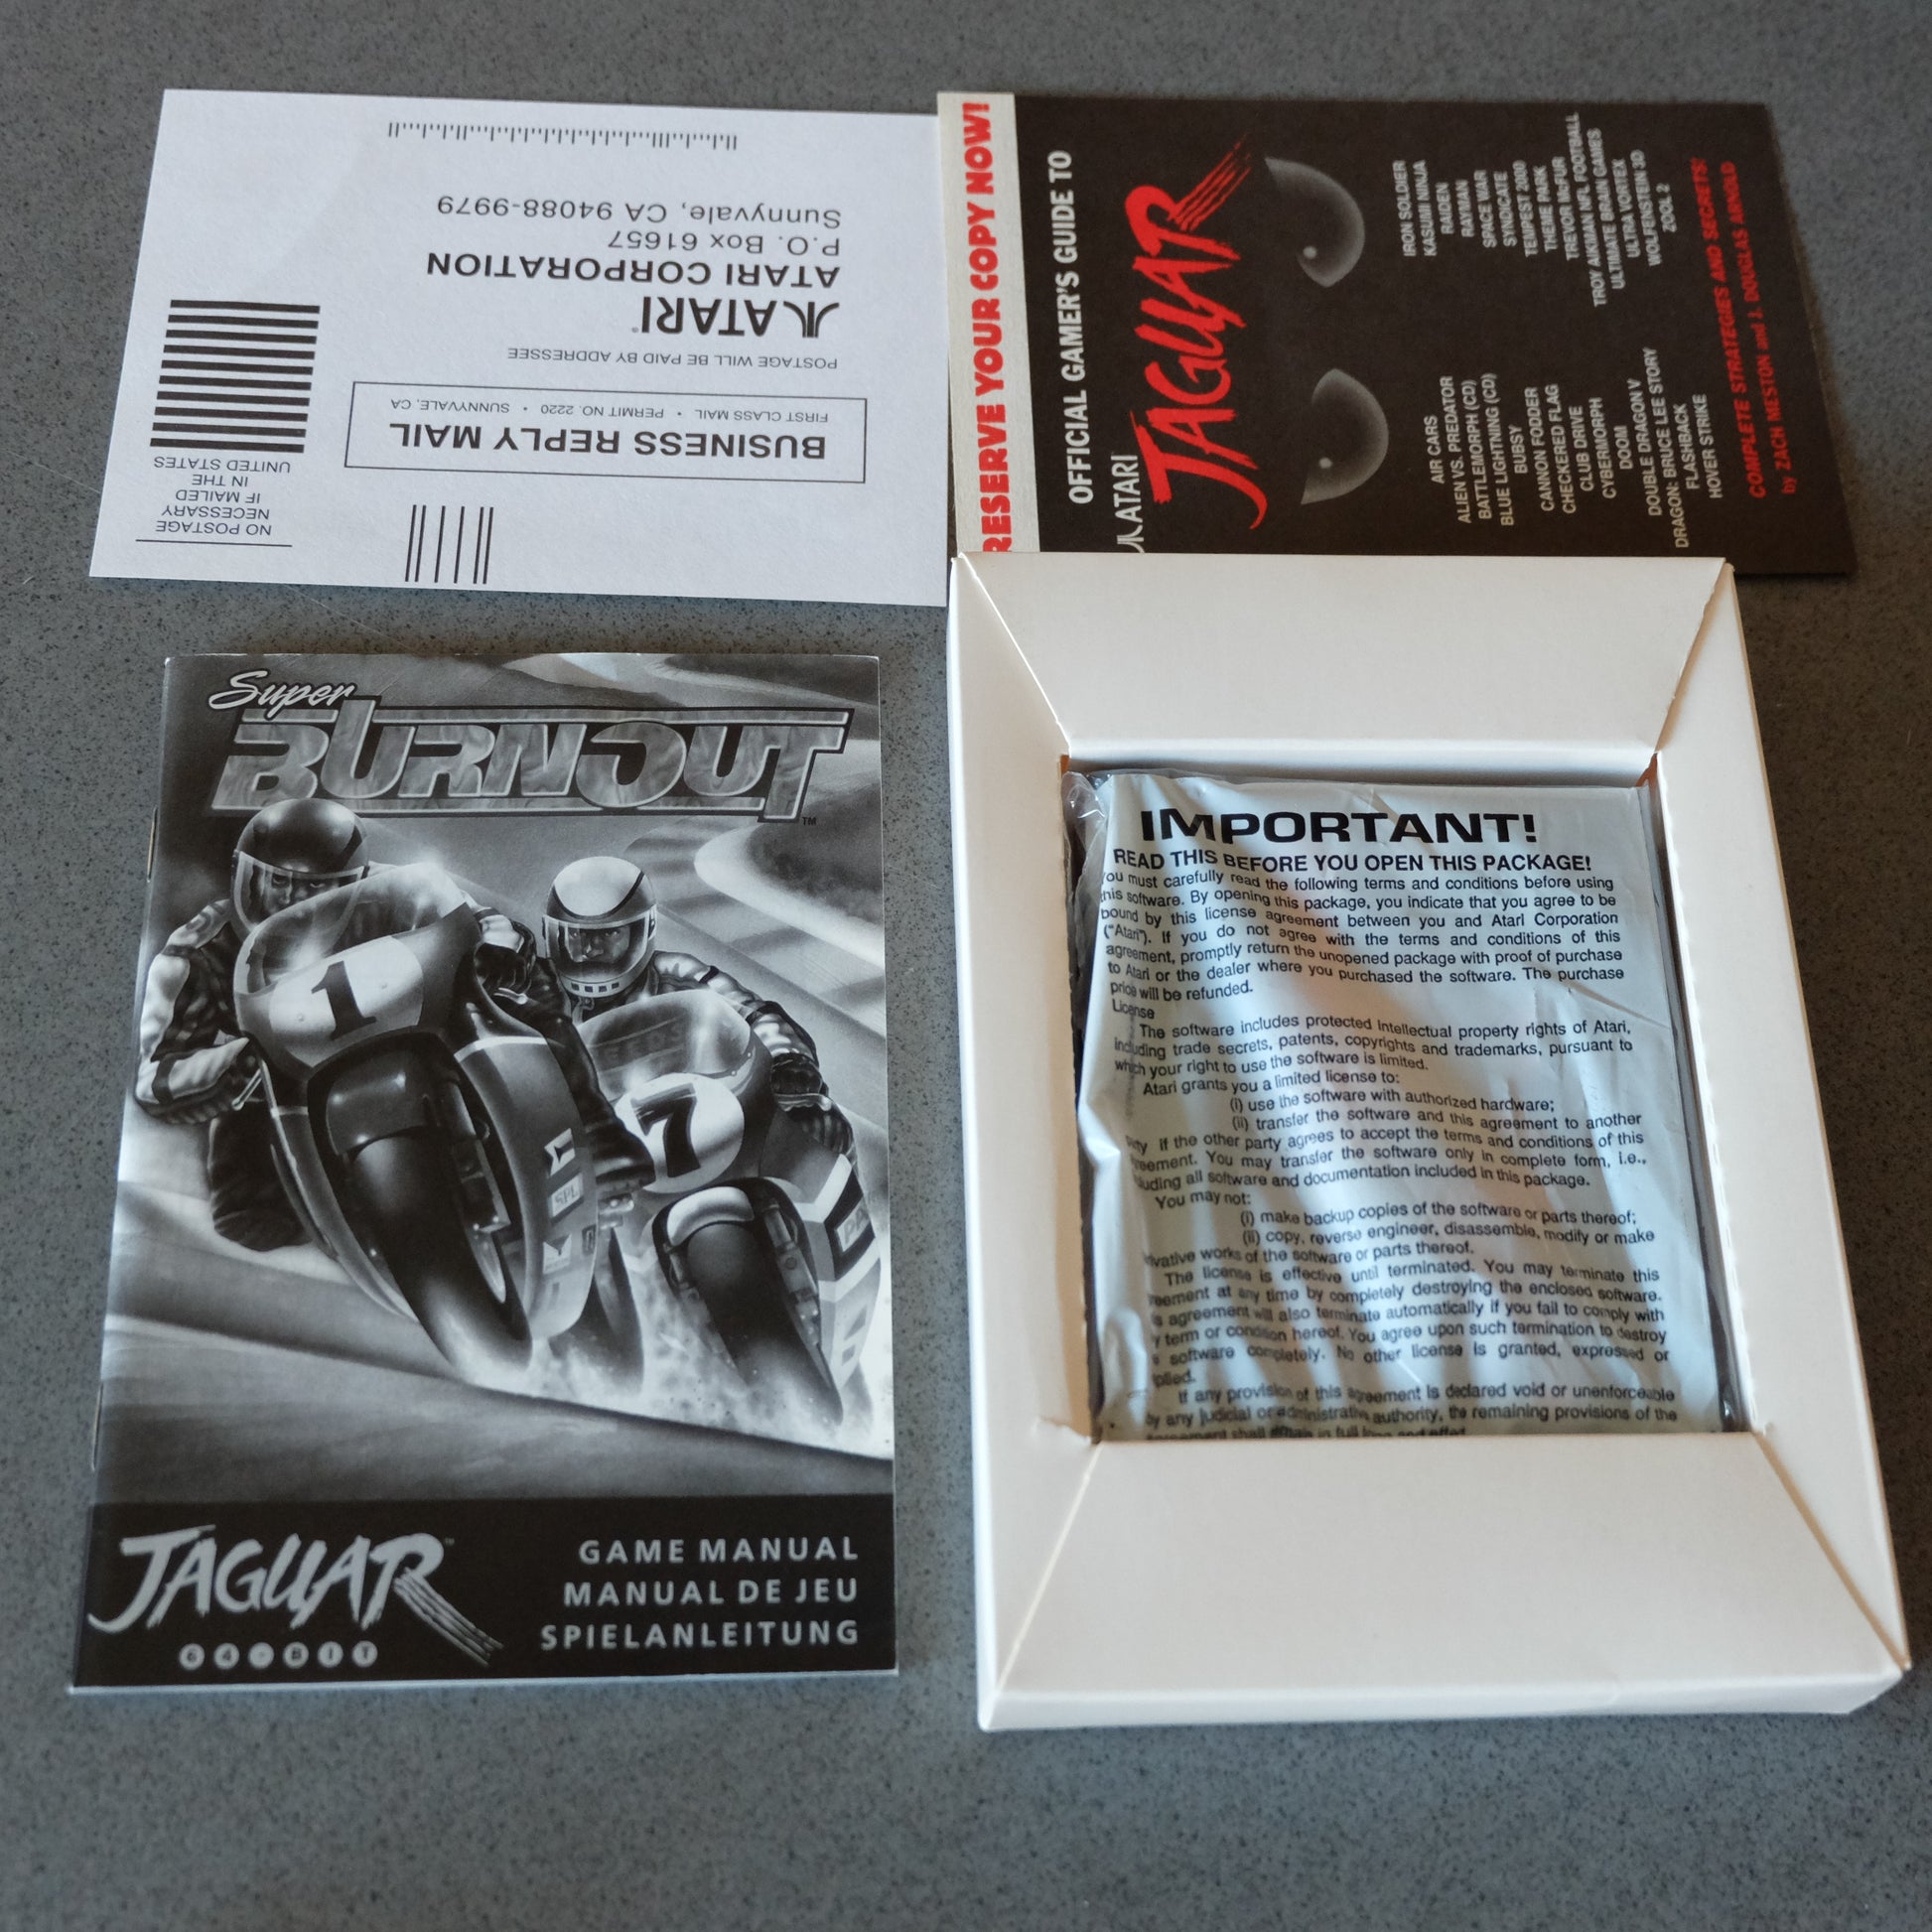 NO POSTAGE
NECESSARY
IF MAILED
IN THE
UNITED STATES
BUSINESS REPLY MAIL
FIRST CLASS MAIL • PERMIT NO. 2220 • SUNNYVALE, CA
POSTAGE WILL BE PAID BY ADDRESSEE
ATARI®
ATARI CORPORATION
P.O. Box 61657
Sunnyvale, CA 94088-9979
RESERVE YOUR COPY NOW!
OFFICIAL GAMER'S GUIDE TO
ATARI
JAGUAR
AIR CARS
ALIEN VS. PREDATOR
BATTLEMORPH (CD)
BLUE LIGHTNING (CD)
BUBSY
CANNON FODDER
CHECKERED FLAG
CLUB DRIVE
CYBERMORPH
DOOM
DOUBLE DRAGON V
DRAGON: BRUCE LEE STORY
FLASHBACK
HOVER STRIKE
IRON SOLDIER
KASUMI NINJA
RAIDEN
RAYMAN
SPACE WAR
SYNDICATE
TEMPEST 2000
THEME PARK
TREVOR McFUR
TROY AIKMAN NFL FOOTBALL
ULTIMATE BRAIN GAMES
ULTRA VORTEX
WOLFENSTEIN 3D
ZOOL 2
COMPLETE STRATEGIES AND SECRETS!
by ZACH MESTON and J. DOUGLAS ARNOLD
Super
BURNOUT™
1
7
SPL
JAGUAR™
64-BIT
GAME MANUAL
MANUAL DE JEU
SPIELANLEITUNG
IMPORTANT!
READ THIS BEFORE YOU OPEN THIS PACKAGE!
You must carefully read the following terms and conditions before using
this software. By opening this package, you indicate that you agree to be
bound by this license agreement between you and Atari Corporation
("Atari"). If you do not agree with the terms and conditions of this
agreement, promptly return the unopened package with proof of purchase
to Atari or the dealer where you purchased the software. The purchase
price will be refunded.
License
The software includes protected intellectual property rights of Atari,
including trade secrets, patents, copyrights and trademarks, pursuant to
which your right to use the software is limited.
Atari grants you a limited license to:
(i) use the software with authorized hardware;
(ii) transfer the software and this agreement to another
party if the other party agrees to accept the terms and conditions of this
agreement. You may transfer the software only in complete form, i.e.,
including all software and documentation included in this package.
You may not:
(i) make backup copies of the software or parts thereof;
(ii) copy, reverse engineer, disassemble, modify or make
derivative works of the software or parts thereof.
The license is effective until terminated. You may terminate this
agreement at any time by completely destroying the enclosed software.
agreement will also terminate automatically if you fail to comply with
term or condition hereof. You agree upon such termination to destroy
software completely. No other license is granted, expressed or
implied.
If any provision of this agreement is declared void or unenforceable
by any judicial or administrative authority, the remaining provisions of the